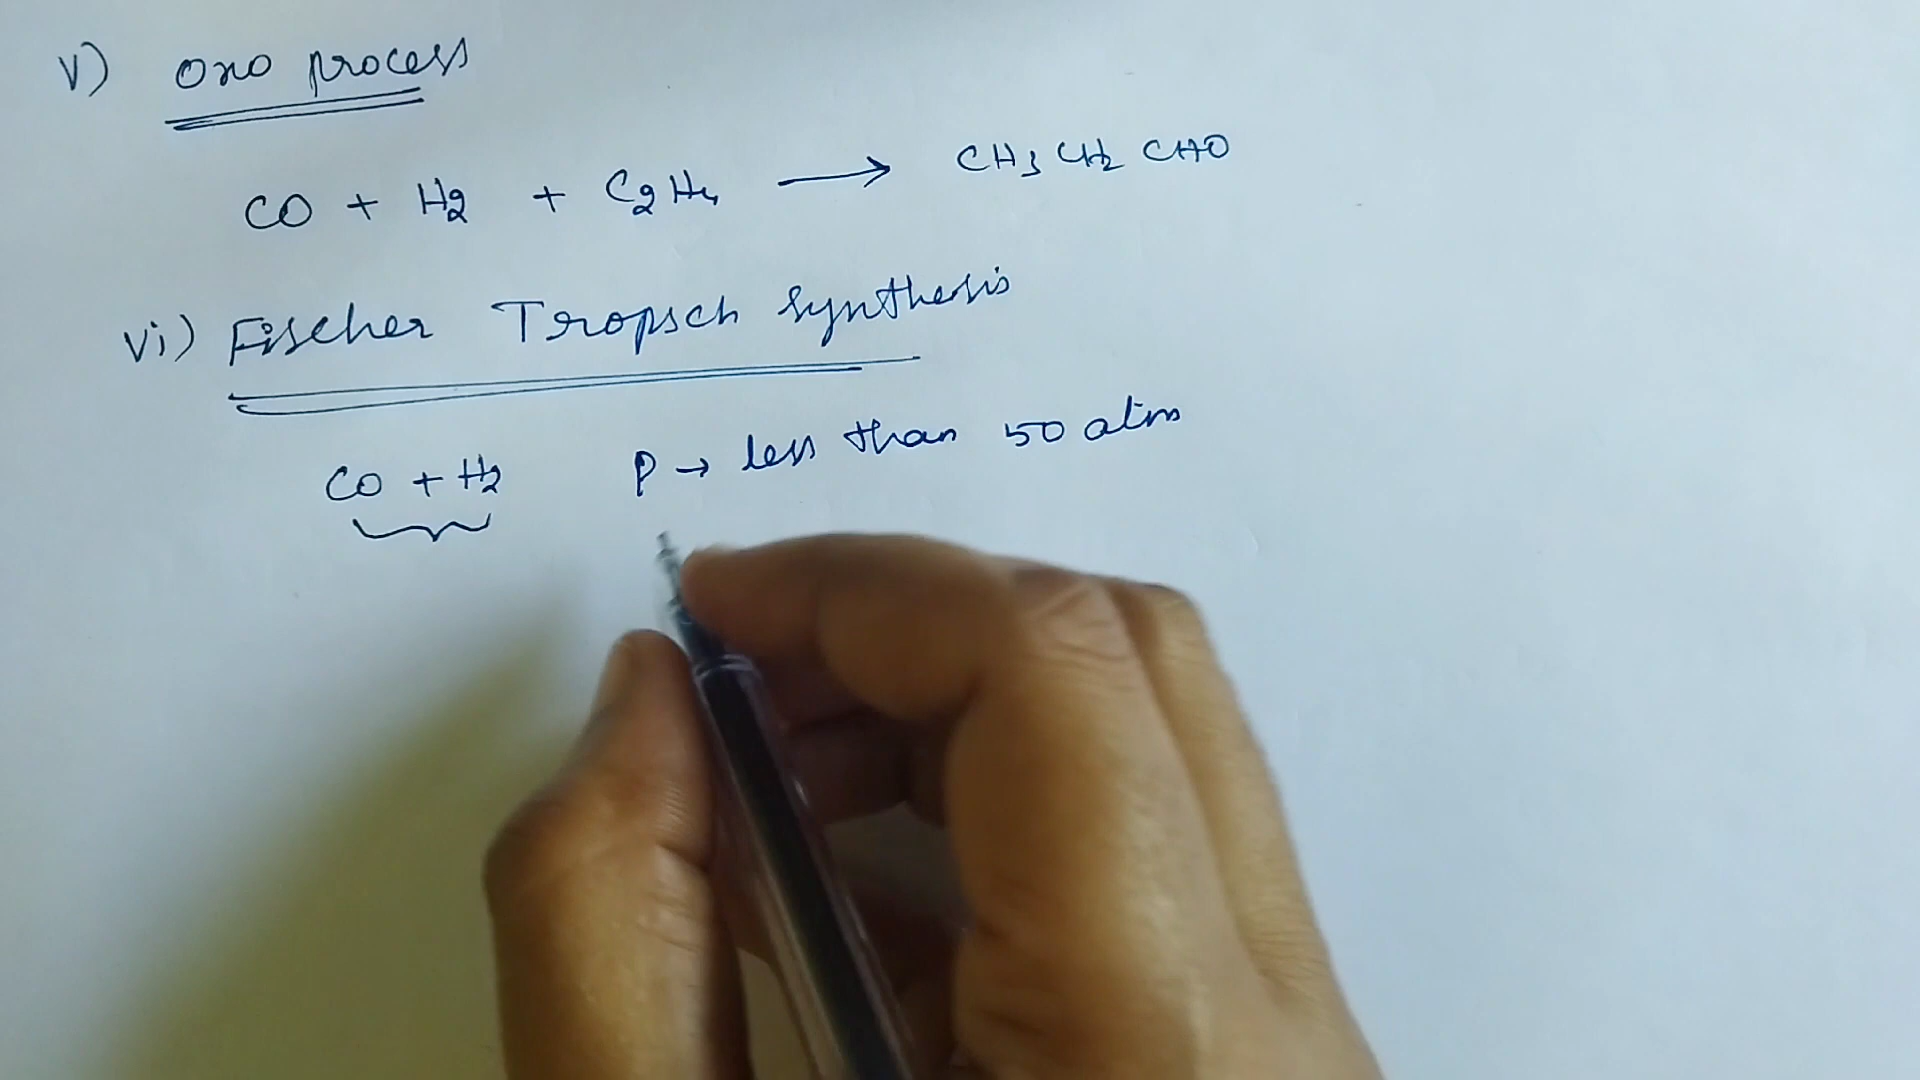 V) Oxo process
CO + H2 + C2H4 → CH3 CH2 CHO
vi) Fischer Tropsch synthesis
CO + H2 P → less than 50 atm